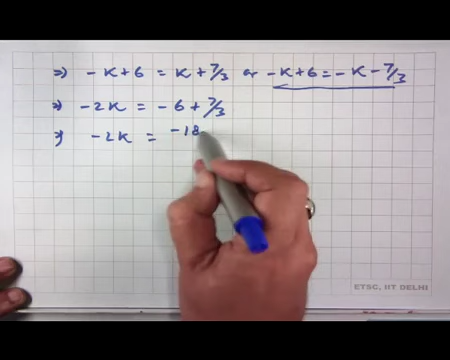 ⇒ -K+6 = K+7/3 or -K+6 = -K-7/3
⇒ -2K = -6+7/3
⇒ -2K = -18
ETSC, IIT DELHI